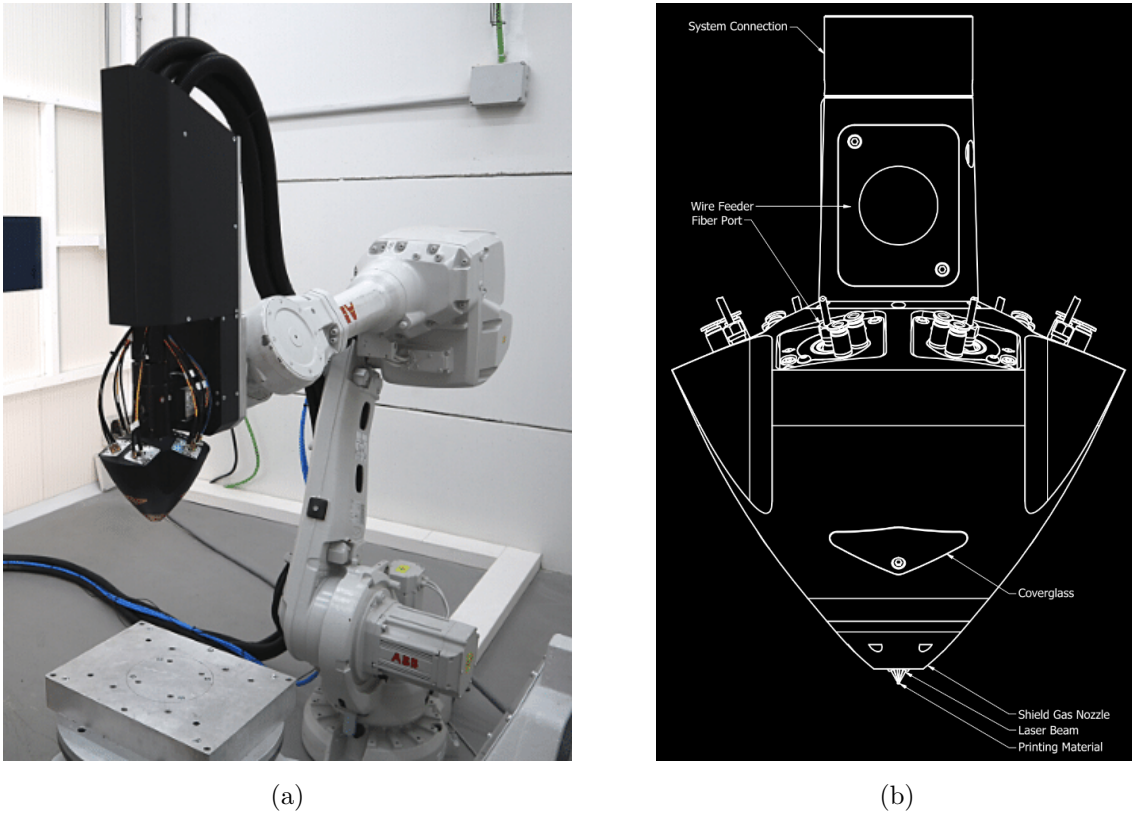 ABB
System Connection
Wire Feeder
Fiber Port
Coverglass
Shield Gas Nozzle
Laser Beam
Printing Material
(a)
(b)